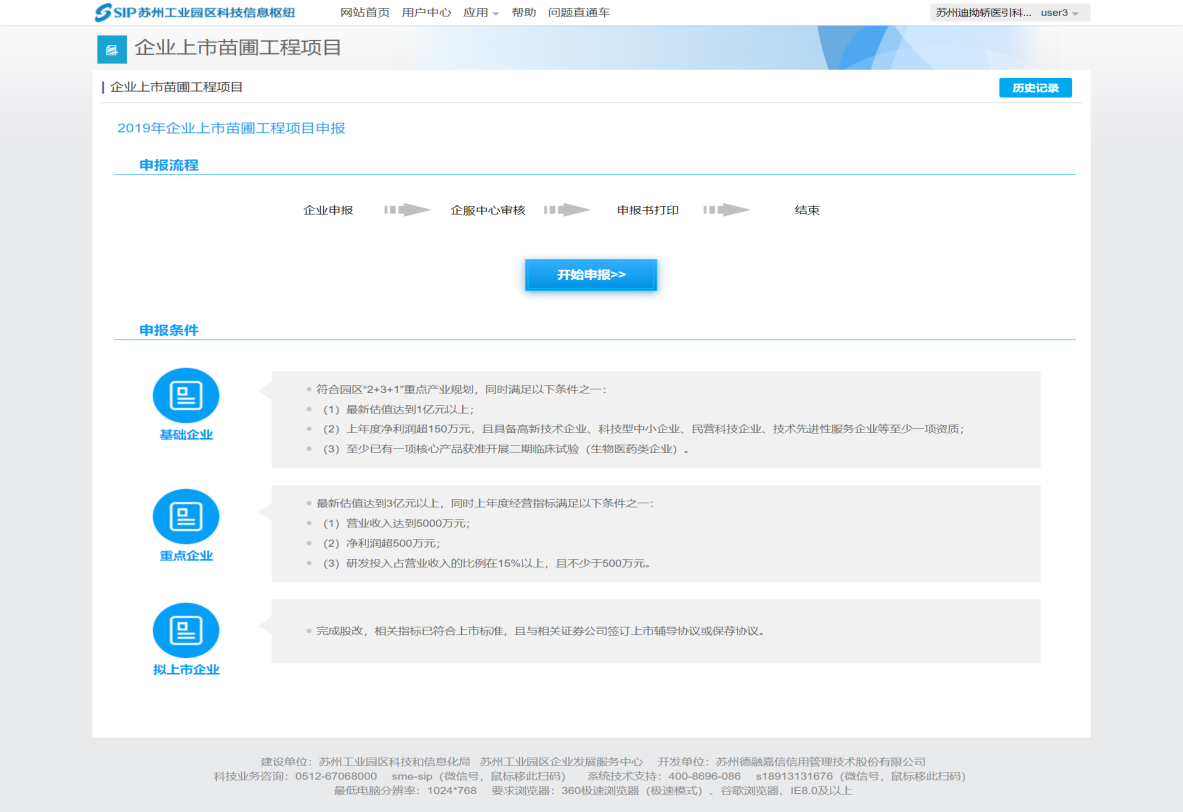 SIP苏州工业园区科技信息枢纽 网站首页 用户中心 应用 帮助 问题直通车 苏州迪拗轿医引科... user3
企业上市苗圃工程项目
企业上市苗圃工程项目 历史记录
2019年企业上市苗圃工程项目申报
申报流程
企业申报 企服中心审核 申报书打印 结束
开始申报>>
申报条件
符合园区“2+3+1”重点产业规划，同时满足以下条件之一：
（1）最新估值达到1亿元以上；
（2）上年度净利润超150万元，且具备高新技术企业、科技型中小企业、民营科技企业、技术先进性服务企业等至少一项资质；
（3）至少已有一项核心产品获准开展二期临床试验（生物医药类企业）。
基础企业
最新估值达到3亿元以上，同时上年度经营指标满足以下条件之一：
（1）营业收入达到5000万元；
（2）净利润超500万元；
（3）研发投入占营业收入的比例在15%以上，且不少于500万元。
重点企业
完成股改，相关指标已符合上市标准，且与相关证券公司签订上市辅导协议或保荐协议。
拟上市企业
建设单位：苏州工业园区科技和信息化局 苏州工业园区企业发展服务中心 开发单位：苏州德融嘉信信用管理技术股份有限公司
科技业务咨询：0512-67068000 sme-sip（微信号，鼠标移此扫码） 系统技术支持：400-8696-086 s18913131676（微信号，鼠标移此扫码）
最低电脑分辨率：1024*768 要求浏览器：360极速浏览器（极速模式）、谷歌浏览器、IE8.0及以上